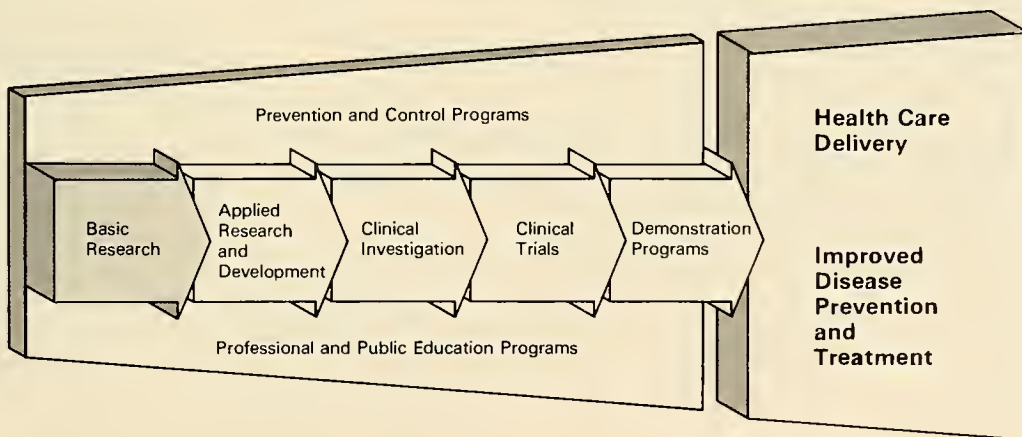 Prevention and Control Programs
Basic
Research
Applied
Research
and
Development
Clinical
Investigation
Clinical
Trials
Demonstration
Programs
Professional and Public Education Programs
Health Care
Delivery
Improved
Disease
Prevention
and
Treatment